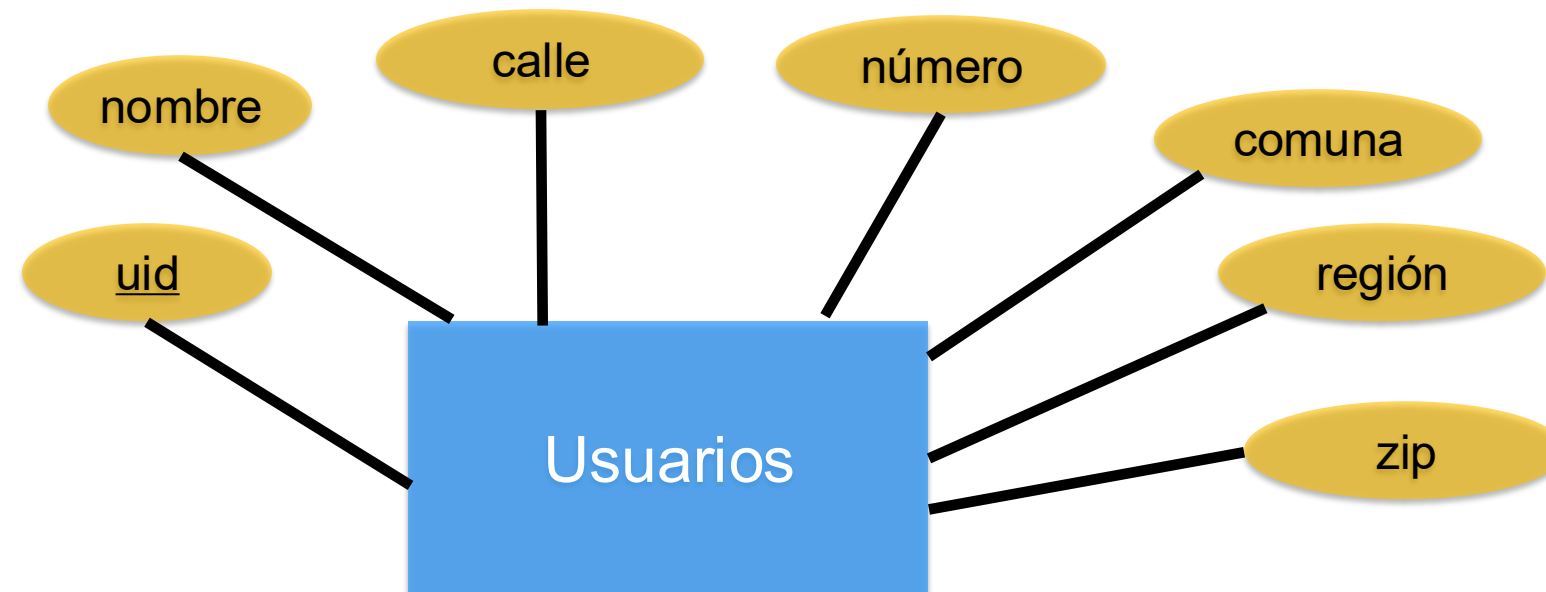 calle
número
nombre
comuna
uid
región
Usuarios
zip